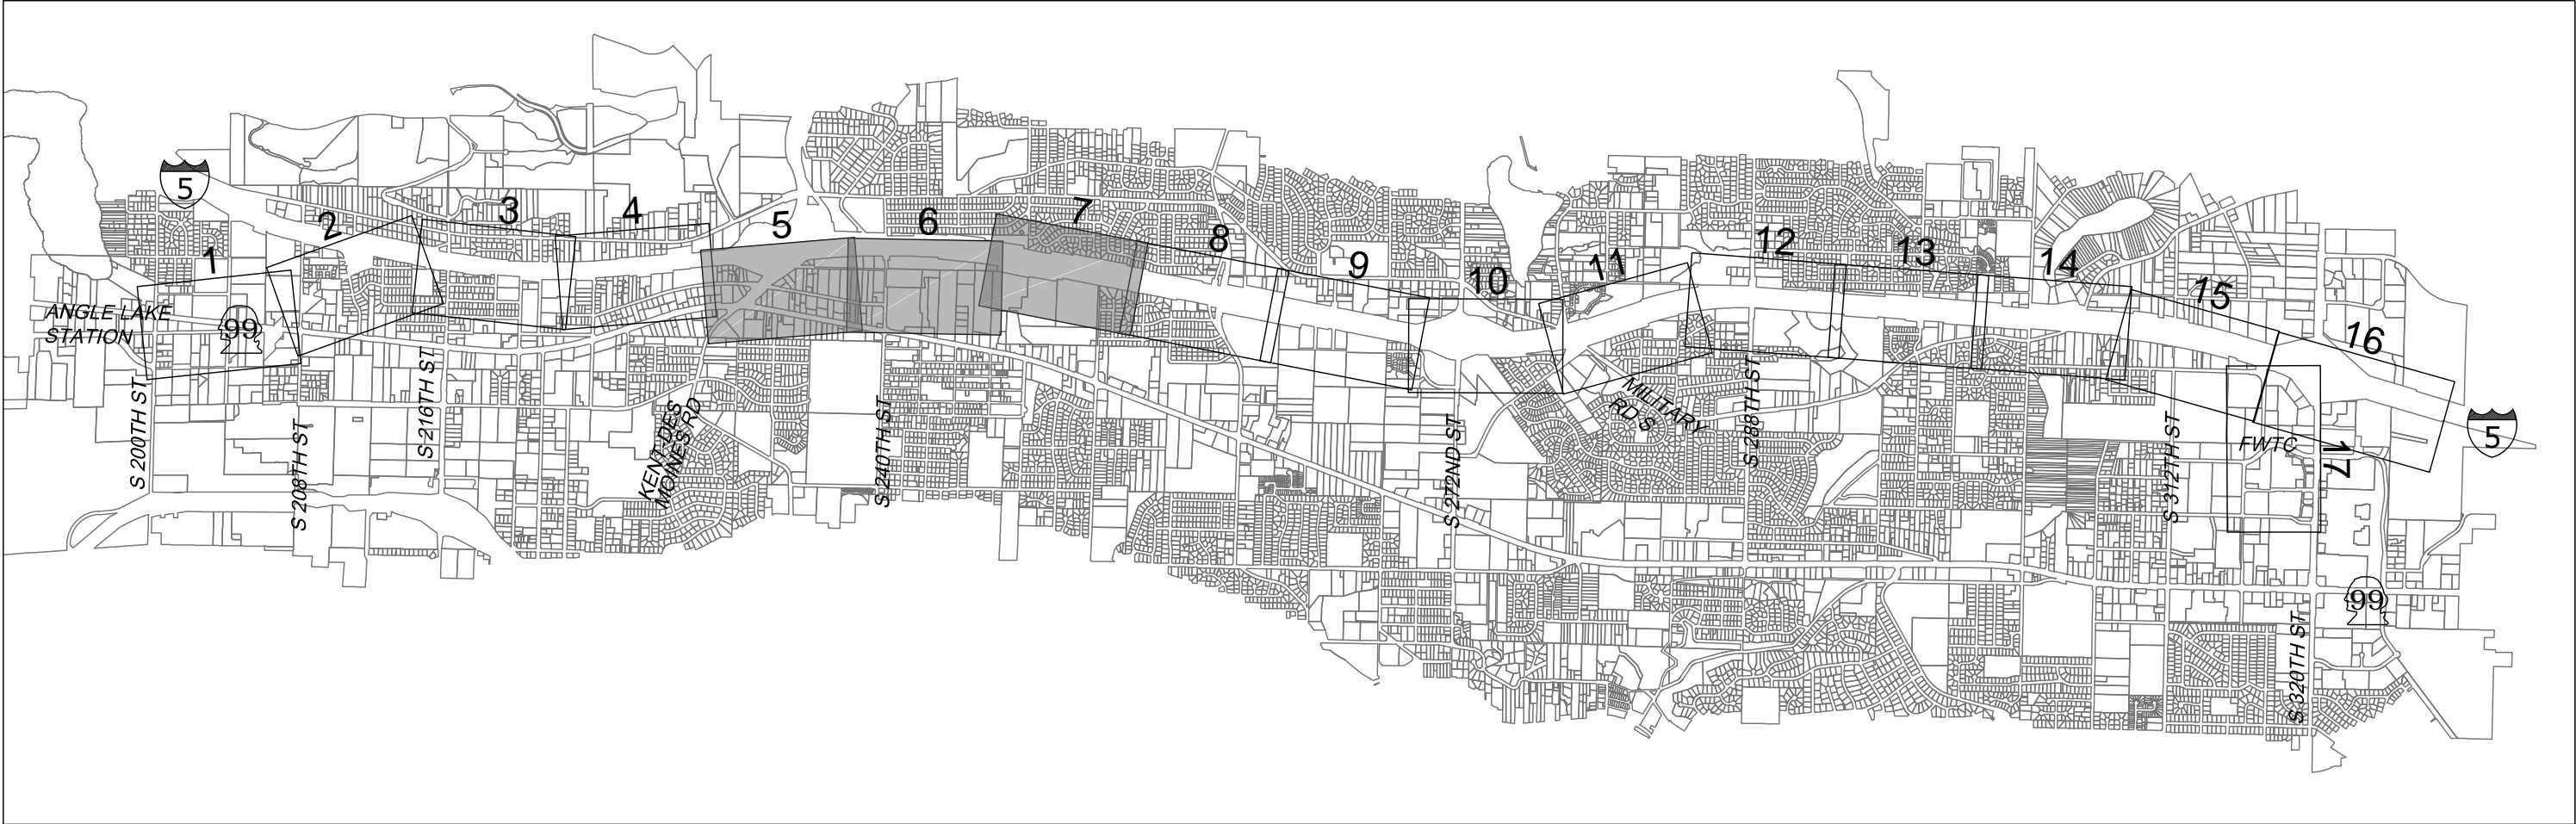 5
1
2
3
4
5
6
7
8
9
10
11
12
13
14
15
16
17
ANGLE LAKE
STATION
99
S 200TH ST
S 208TH ST
S 216TH ST
KENT DES
MOINES RD
S 240TH ST
S 272ND ST
MILITARY
RD S
S 288TH ST
S 312TH ST
FWTC
5
99
S 320TH ST